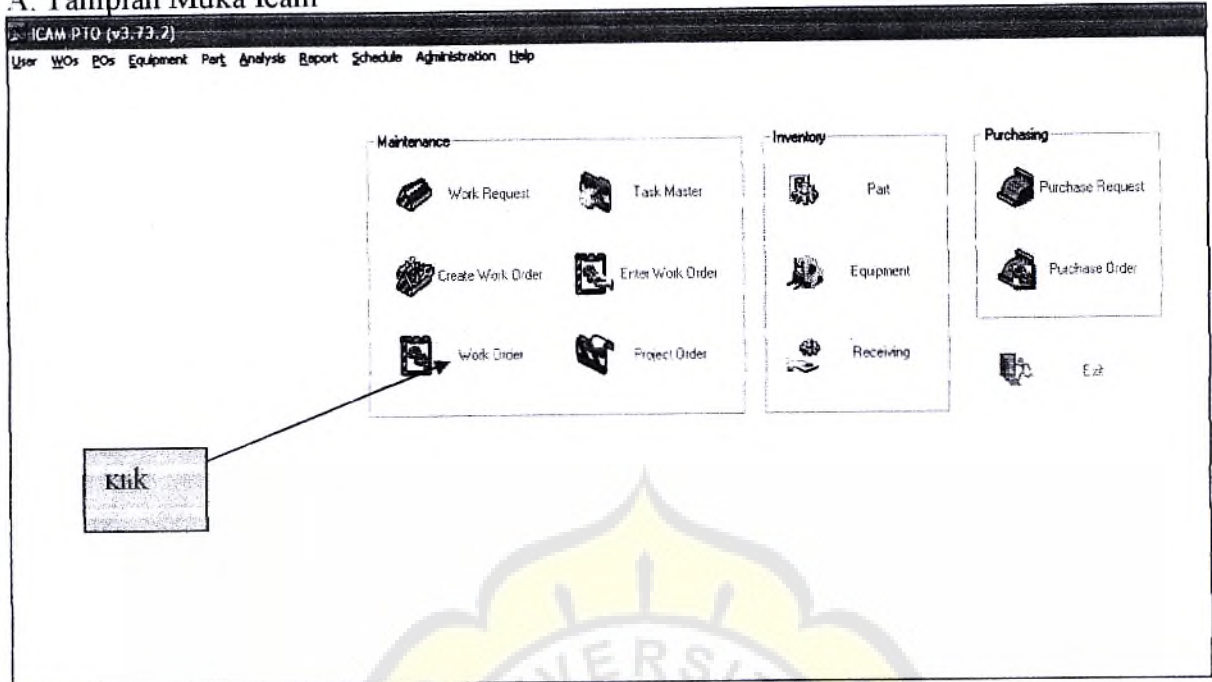 A. Tampilan Muka Icam
ICAM-PTO (v3.73.2)
User WOs POs Equipment Part Analysis Report Schedule Administration Help
Maintenance
Work Request
Task Master
Create Work Order
Enter Work Order
Work Order
Project Order
Inventory
Part
Equipment
Receiving
Purchasing
Purchase Request
Purchase Order
Exit
Klik